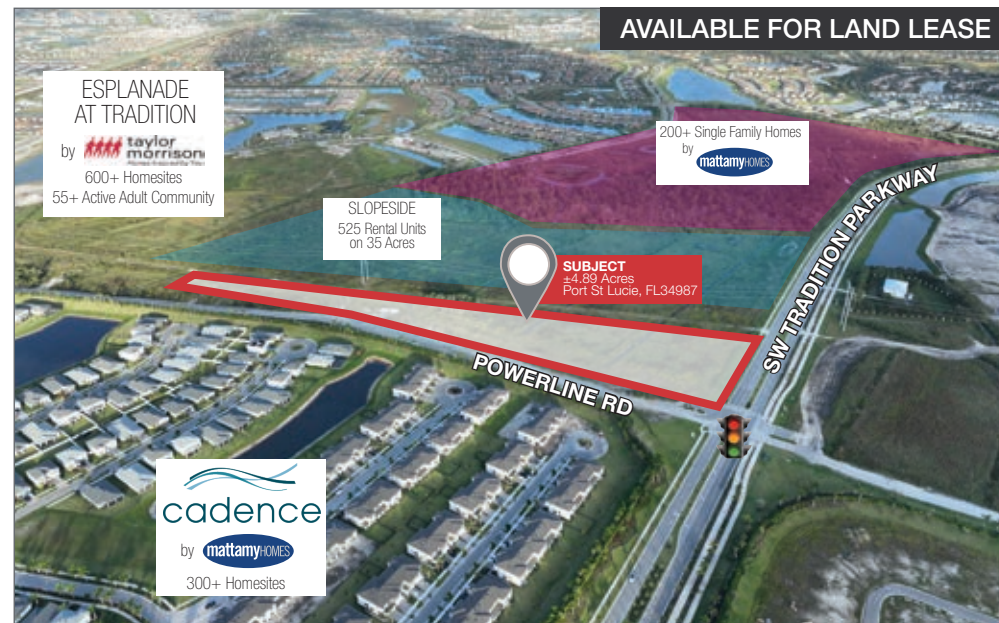 AVAILABLE FOR LAND LEASE
ESPLANADE
AT TRADITION
by taylor
morrison
600+ Homesites
55+ Active Adult Community
200+ Single Family Homes
by
mattamyHOMES
SLOPESIDE
525 Rental Units
on 35 Acres
SUBJECT
±4.89 Acres
Port St Lucie, FL34987
SW TRADITION PARKWAY
POWERLINE RD
cadence
by mattamyHOMES
300+ Homesites